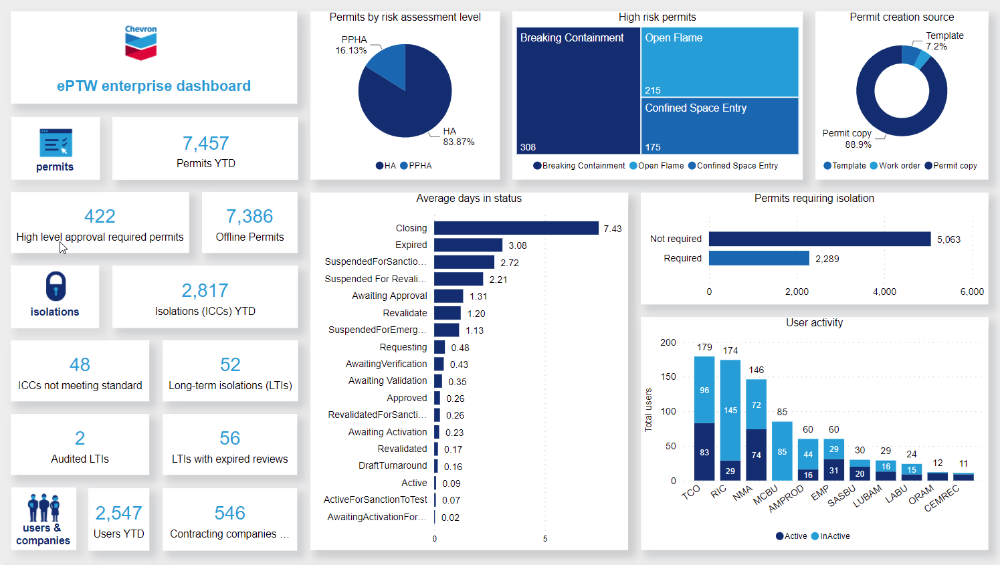 Chevron
ePTW enterprise dashboard
permits
7,457
Permits YTD
422
High level approval required permits
7,386
Offline Permits
isolations
2,817
Isolations (ICCs) YTD
48
ICCs not meeting standard
52
Long-term isolations (LTIs)
2
Audited LTIs
56
LTIs with expired reviews
users &
companies
2,547
Users YTD
546
Contracting companies ...
Permits by risk assessment level
PPHA
16.13%
HA
83.87%
HA PPHA
High risk permits
Breaking Containment
308
Open Flame
215
Confined Space Entry
175
Breaking Containment Open Flame Confined Space Entry
Permit creation source
Template
7.2%
Permit copy
88.9%
Template Work order Permit copy
Average days in status
Closing 7.43
Expired 3.08
SuspendedForSanctio... 2.72
Suspended For Revali... 2.21
Awaiting Approval 1.31
Revalidate 1.20
SuspendedForEmerg... 1.13
Requesting 0.48
AwaitingVerification 0.43
Awaiting Validation 0.35
Approved 0.26
RevalidatedForSancti... 0.26
Awaiting Activation 0.23
Revalidated 0.17
DraftTurnaround 0.16
Active 0.09
ActiveForSanctionToTest 0.07
AwaitingActivationFor... 0.02
0 5
Permits requiring isolation
Not required 5,063
Required 2,289
0 2,000 4,000 6,000
User activity
Total users
200
150
100
50
0
179 174 146 85 60 60 30 29 24 12 11
96 145 72 85 44 29 16 15
83 29 74 16 31 20
TCO RIC NMA MCBU AMPROD EMP SASBU LUBAM LABU ORAM CEMREC
Active InActive